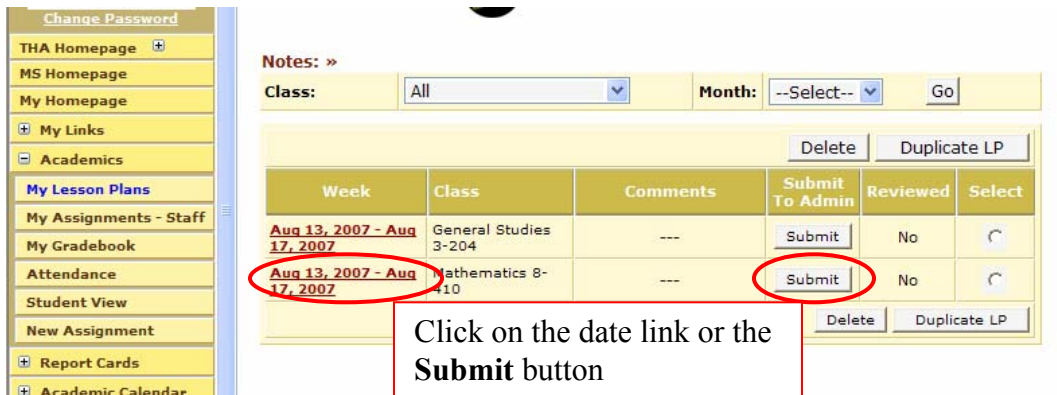 Change Password
THA Homepage
MS Homepage
My Homepage
My Links
Academics
My Lesson Plans
My Assignments - Staff
My Gradebook
Attendance
Student View
New Assignment
Report Cards
Academic Calendar
Notes: »
Class: All Month: --Select-- Go
Delete Duplicate LP
Week Class Comments Submit To Admin Reviewed Select
Aug 13, 2007 - Aug 17, 2007 General Studies 3-204 --- Submit No
Aug 13, 2007 - Aug 17, 2007 Mathematics 8-410 --- Submit No
Delete Duplicate LP
Click on the date link or the
Submit button